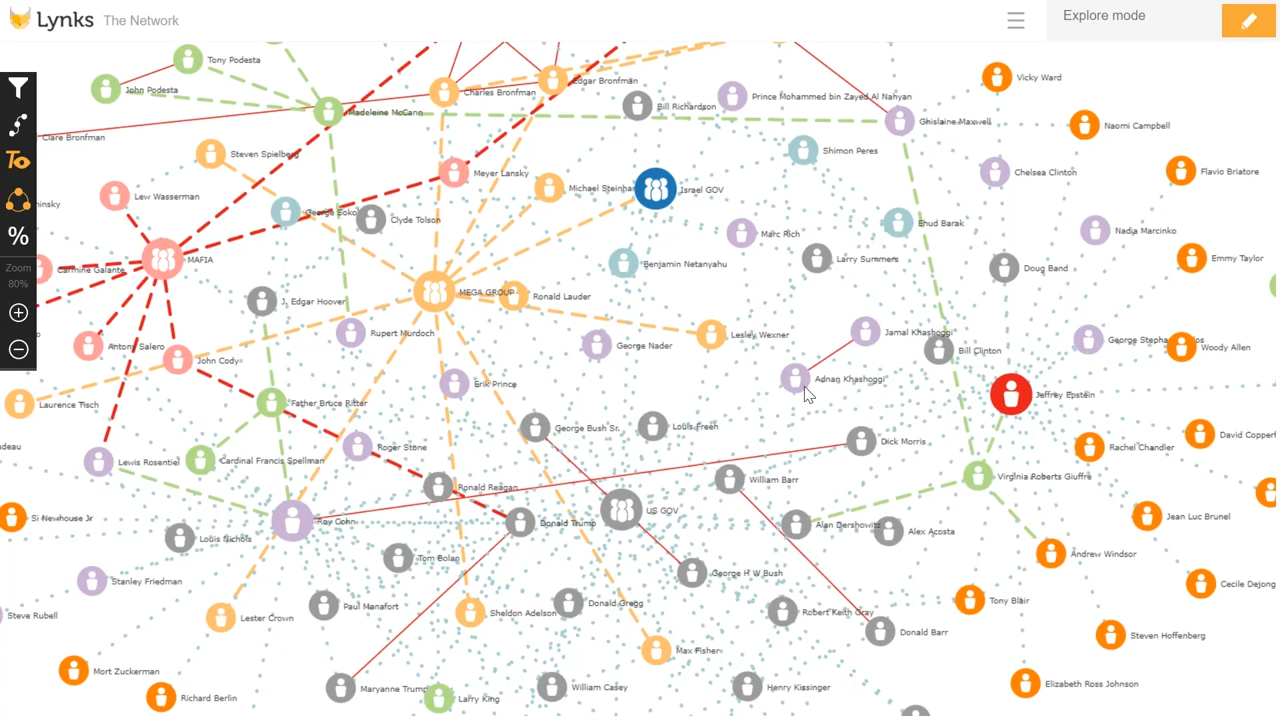 Lynks The Network
Explore mode
Tony Podesta
John Podesta
Charles Bronfman
Edgar Bronfman
Vicky Ward
Prince Mohammed bin Zayed Al Nahyan
Bill Richardson
Madeleine McCann
Ghislaine Maxwell
Naomi Campbell
Clare Bronfman
Steven Spielberg
Shimon Peres
Meyer Lansky
Chelsea Clinton
Flavio Briatore
Michael Steinhar
Israel GOV
Lew Wasserman
minsky
George Soko
Clyde Tolson
Ehud Barak
Marc Rich
Nadia Marcinko
MAFIA
Larry Summers
Emmy Taylor
Carmine Galante
Benjamin Netanyahu
Doug Band
Zoom
80%
MEGA GROUP
Ronald Lauder
J. Edgar Hoover
Rupert Murdoch
Lesley Wexner
Jamal Khashoggi
Antony Salero
George Nader
Bill Clinton
Woody Allen
John Cody
Adnan Khashoggi
Erik Prince
Jeffrey Epstein
Laurence Tisch
Father Bruce Ritter
George Bush Sr.
Louis Freeh
David Copperf
Dick Morris
Roger Stone
Rachel Chandler
deau
Lewis Rosentiel
Cardinal Francis Spellman
Virginia Roberts Giuffre
William Barr
Ronald Reagan
US GOV
Si Newhouse Jr
Roy Cohn
Donald Trump
Alan Dershowitz
Jean Luc Brunel
Alex Acosta
Louis Nichols
Tom Bolan
Andrew Windsor
George H W Bush
Stanley Friedman
Cecile Dejong
Tony Blair
Paul Manafort
Donald Gregg
Steve Rubell
Lester Crown
Sheldon Adelson
Robert Keith Gray
Donald Barr
Steven Hoffenberg
Max Fisher
Mort Zuckerman
Elizabeth Ross Johnson
Maryanne Trump
William Casey
Henry Kissinger
Richard Berlin
Larry King